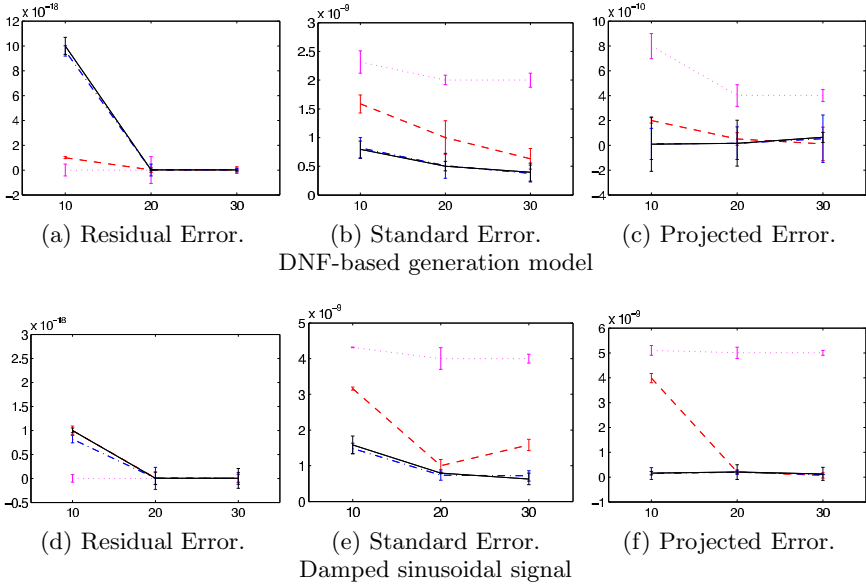 x 10⁻¹⁸
12
10
8
6
4
2
0
−2
10 20 30
(a) Residual Error.
x 10⁻⁹
3
2.5
2
1.5
1
0.5
0
10 20 30
(b) Standard Error.
x 10⁻¹⁰
10
8
6
4
2
0
−2
−4
10 20 30
(c) Projected Error.
DNF-based generation model
x 10⁻¹⁸
3
2.5
2
1.5
1
0.5
0
−0.5
10 20 30
(d) Residual Error.
x 10⁻⁹
5
4
3
2
1
0
10 20 30
(e) Standard Error.
x 10⁻⁹
6
5
4
3
2
1
0
−1
10 20 30
(f) Projected Error.
Damped sinusoidal signal